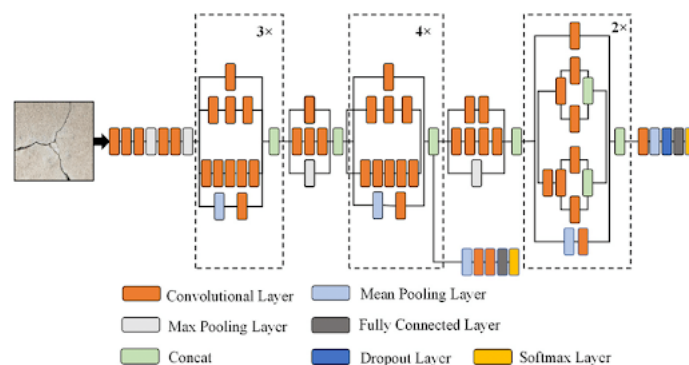 3×
4×
2×
Convolutional Layer
Mean Pooling Layer
Max Pooling Layer
Fully Connected Layer
Concat
Dropout Layer
Softmax Layer